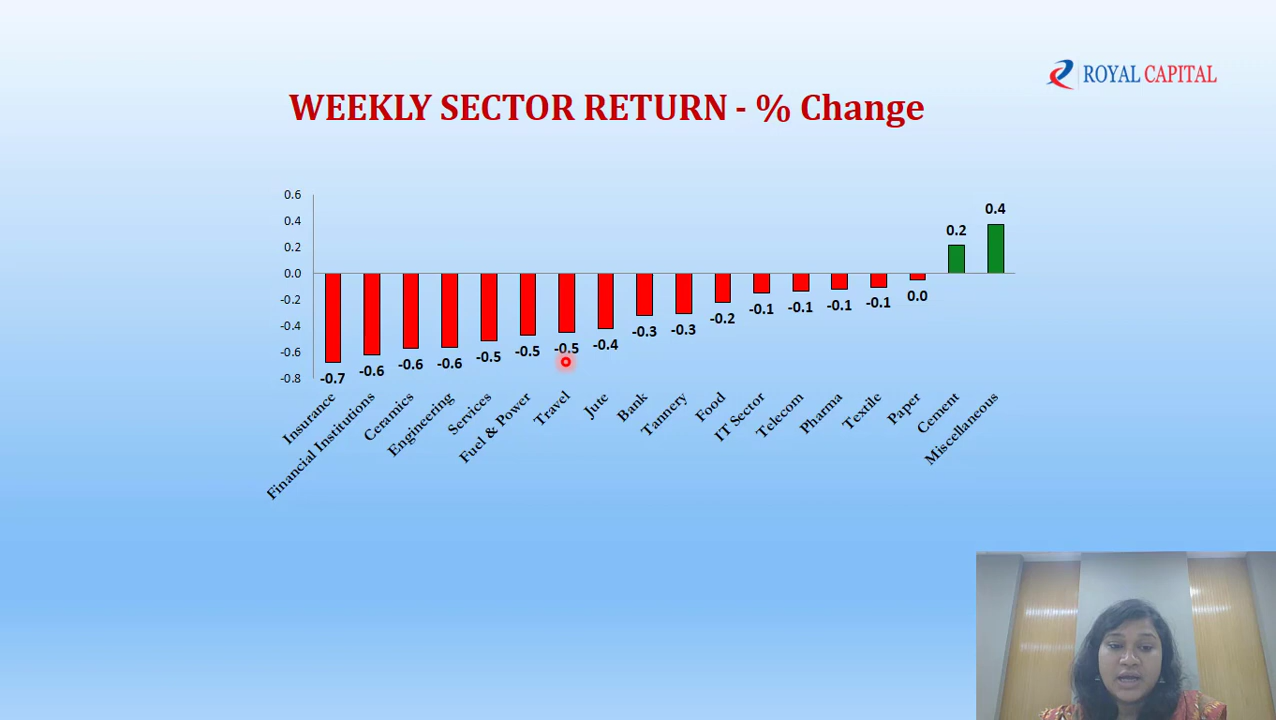 ROYAL CAPITAL
WEEKLY SECTOR RETURN - % Change
0.6
0.4
0.2
0.0
-0.2
-0.4
-0.6
-0.8
-0.7
-0.6
-0.6
-0.6
-0.5
-0.5
-0.5
-0.4
-0.3
-0.3
-0.2
-0.1
-0.1
-0.1
-0.1
0.0
0.2
0.4
Insurance
Financial Institutions
Ceramics
Engineering
Services
Fuel & Power
Travel
Jute
Bank
Tannery
Food
IT Sector
Telecom
Pharma
Textile
Paper
Cement
Miscellaneous